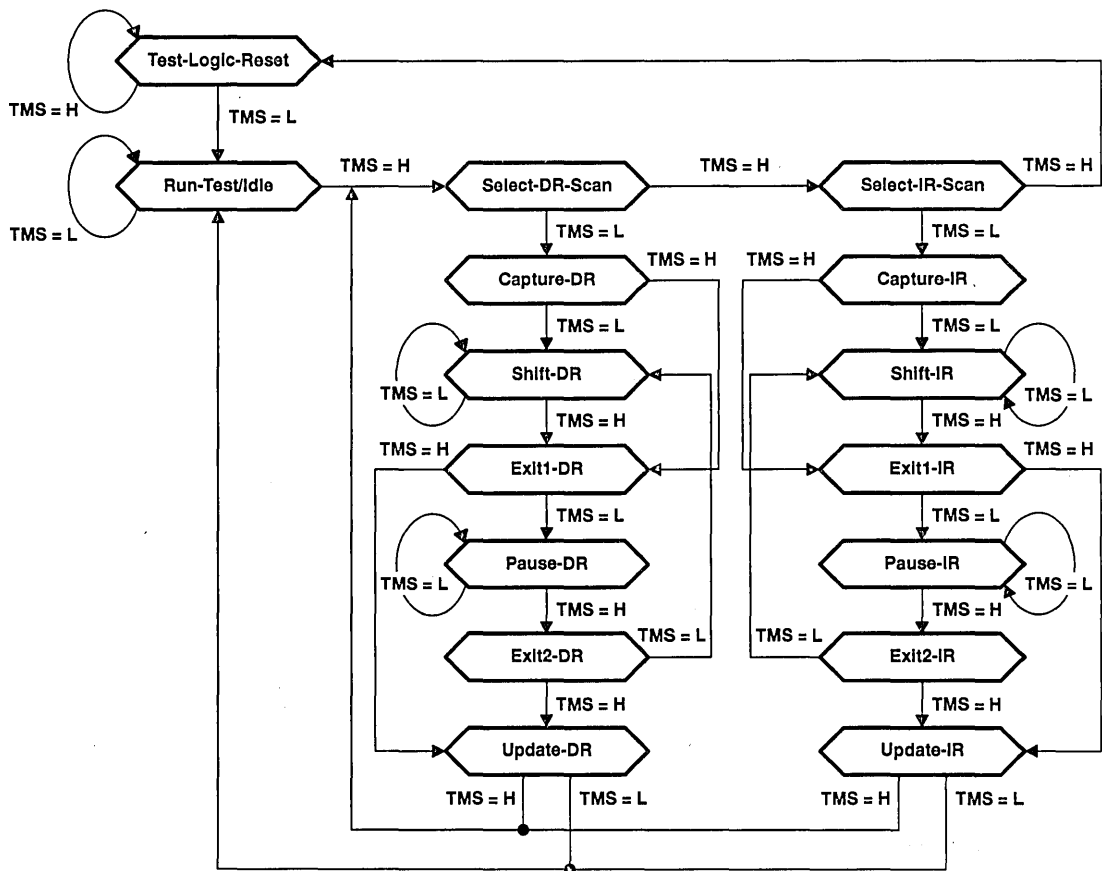 Test-Logic-Reset
TMS = H
TMS = L
Run-Test/Idle
TMS = H
Select-DR-Scan
TMS = H
Select-IR-Scan
TMS = L
TMS = L
TMS = L
TMS = H
TMS = H
Capture-DR
Capture-IR
TMS = L
TMS = L
Shift-DR
Shift-IR
TMS = L
TMS = L
TMS = H
TMS = H
TMS = H
TMS = H
Exit1-DR
Exit1-IR
TMS = L
TMS = L
Pause-DR
Pause-IR
TMS = L
TMS = L
TMS = H
TMS = H
Exit2-DR
TMS = L
TMS = L
Exit2-IR
TMS = H
TMS = H
Update-DR
Update-IR
TMS = H
TMS = L
TMS = H
TMS = L